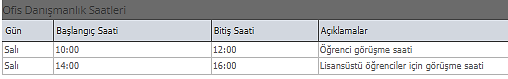 Ofis Danışmanlık Saatleri
Gün Başlangıç Saati Bitiş Saati Açıklamalar
Salı 10:00 12:00 Öğrenci görüşme saati
Salı 14:00 16:00 Lisansüstü öğrenciler için görüşme saati